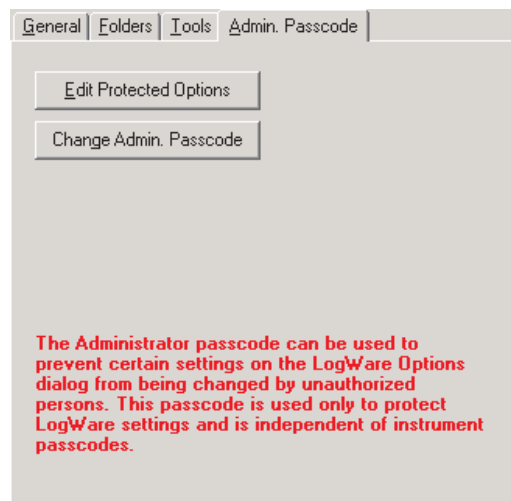 General Folders Tools Admin. Passcode
Edit Protected Options
Change Admin. Passcode
The Administrator passcode can be used to
prevent certain settings on the LogWare Options
dialog from being changed by unauthorized
persons. This passcode is used only to protect
LogWare settings and is independent of instrument
passcodes.